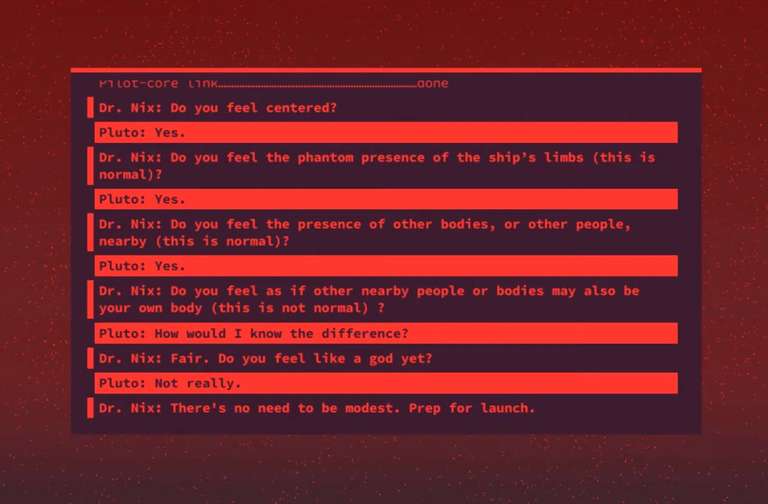 Pilot-core link……………………………………………………………………done
Dr. Nix: Do you feel centered?
Pluto: Yes.
Dr. Nix: Do you feel the phantom presence of the ship’s limbs (this is
normal)?
Pluto: Yes.
Dr. Nix: Do you feel the presence of other bodies, or other people,
nearby (this is normal)?
Pluto: Yes.
Dr. Nix: Do you feel as if other nearby people or bodies may also be
your own body (this is not normal) ?
Pluto: How would I know the difference?
Dr. Nix: Fair. Do you feel like a god yet?
Pluto: Not really.
Dr. Nix: There's no need to be modest. Prep for launch.